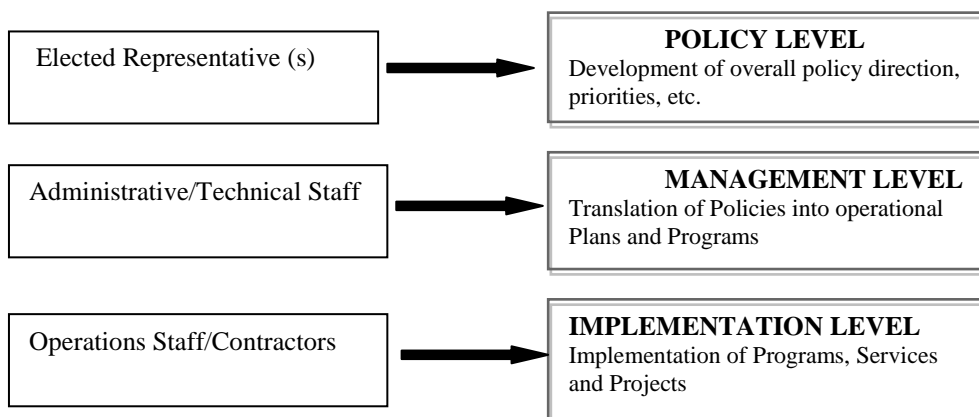 Elected Representative (s)
POLICY LEVEL
Development of overall policy direction,
priorities, etc.
Administrative/Technical Staff
MANAGEMENT LEVEL
Translation of Policies into operational
Plans and Programs
Operations Staff/Contractors
IMPLEMENTATION LEVEL
Implementation of Programs, Services
and Projects